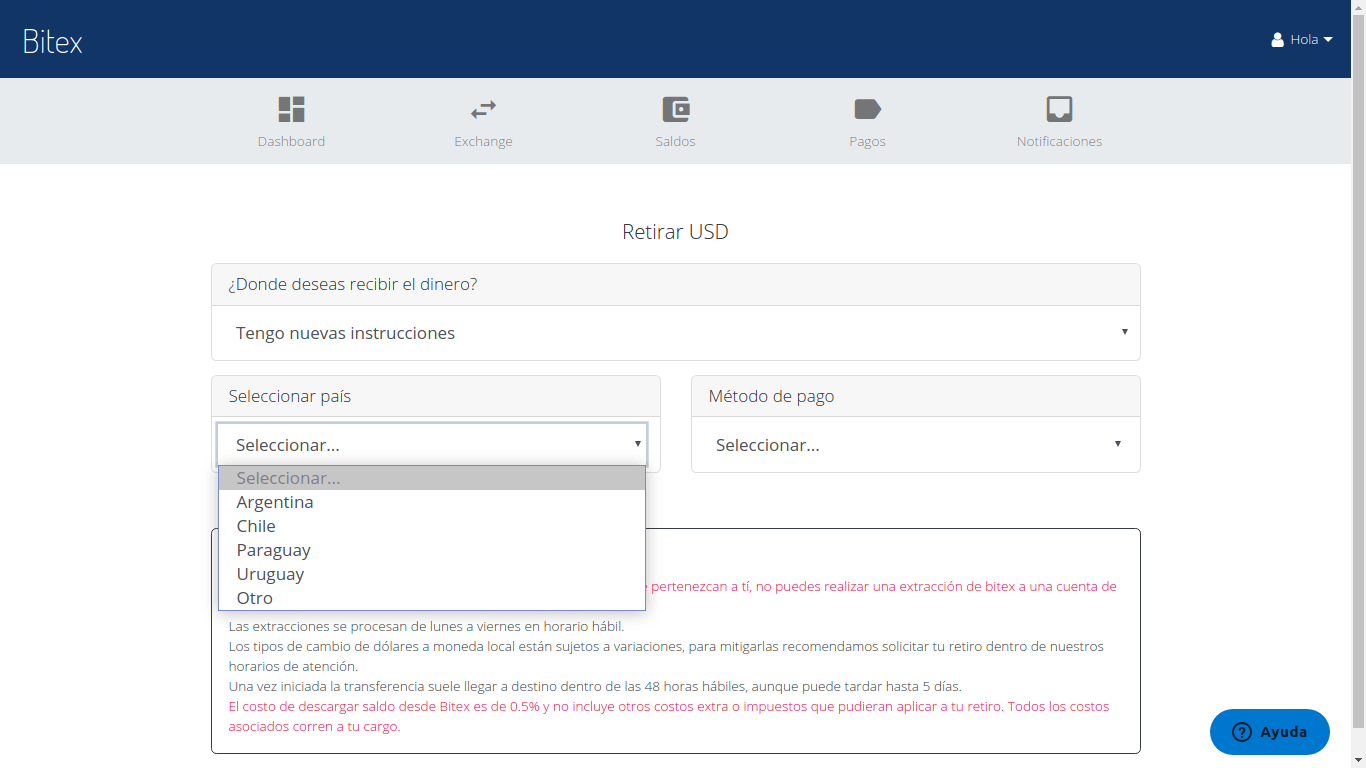 Bitex
Hola
Dashboard
Exchange
Saldos
Pagos
Notificaciones
Retirar USD
¿Donde deseas recibir el dinero?
Tengo nuevas instrucciones
Seleccionar país
Método de pago
Seleccionar...
Seleccionar...
Seleccionar...
Argentina
Chile
Paraguay
Uruguay
Otro
pertenezcan a tí, no puedes realizar una extracción de bitex a una cuenta de
Las extracciones se procesan de lunes a viernes en horario hábil.
Los tipos de cambio de dólares a moneda local están sujetos a variaciones, para mitigarlas recomendamos solicitar tu retiro dentro de nuestros
horarios de atención.
Una vez iniciada la transferencia suele llegar a destino dentro de las 48 horas hábiles, aunque puede tardar hasta 5 días.
El costo de descargar saldo desde Bitex es de 0.5% y no incluye otros costos extra o impuestos que pudieran aplicar a tu retiro. Todos los costos
asociados corren a tu cargo.
Ayuda